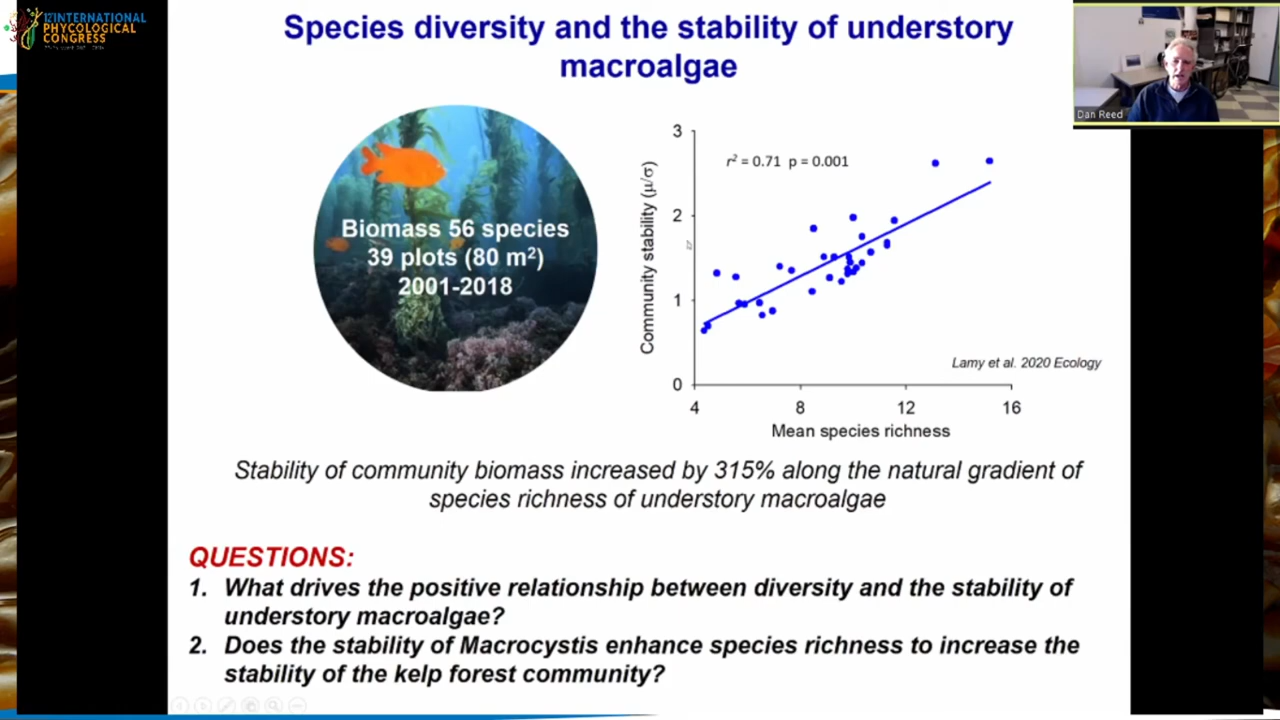 12th INTERNATIONAL
PHYCOLOGICAL
CONGRESS
Species diversity and the stability of understory
macroalgae
Dan Reed
Biomass 56 species
39 plots (80 m²)
2001-2018
Community stability (μ/σ)
3
2
1
0
r² = 0.71 p = 0.001
Lamy et al. 2020 Ecology
4 8 12 16
Mean species richness
Stability of community biomass increased by 315% along the natural gradient of
species richness of understory macroalgae
QUESTIONS:
1. What drives the positive relationship between diversity and the stability of
understory macroalgae?
2. Does the stability of Macrocystis enhance species richness to increase the
stability of the kelp forest community?